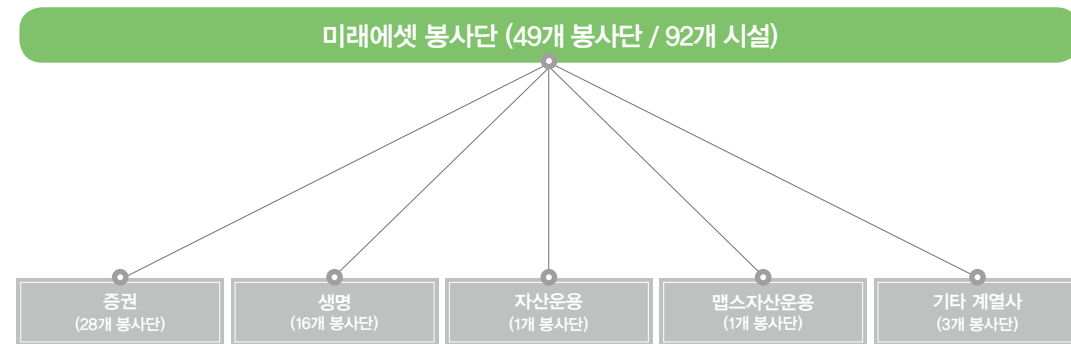 미래에셋 봉사단 (49개 봉사단 / 92개 시설)
증권
(28개 봉사단)
생명
(16개 봉사단)
자산운용
(1개 봉사단)
맵스자산운용
(1개 봉사단)
기타 계열사
(3개 봉사단)